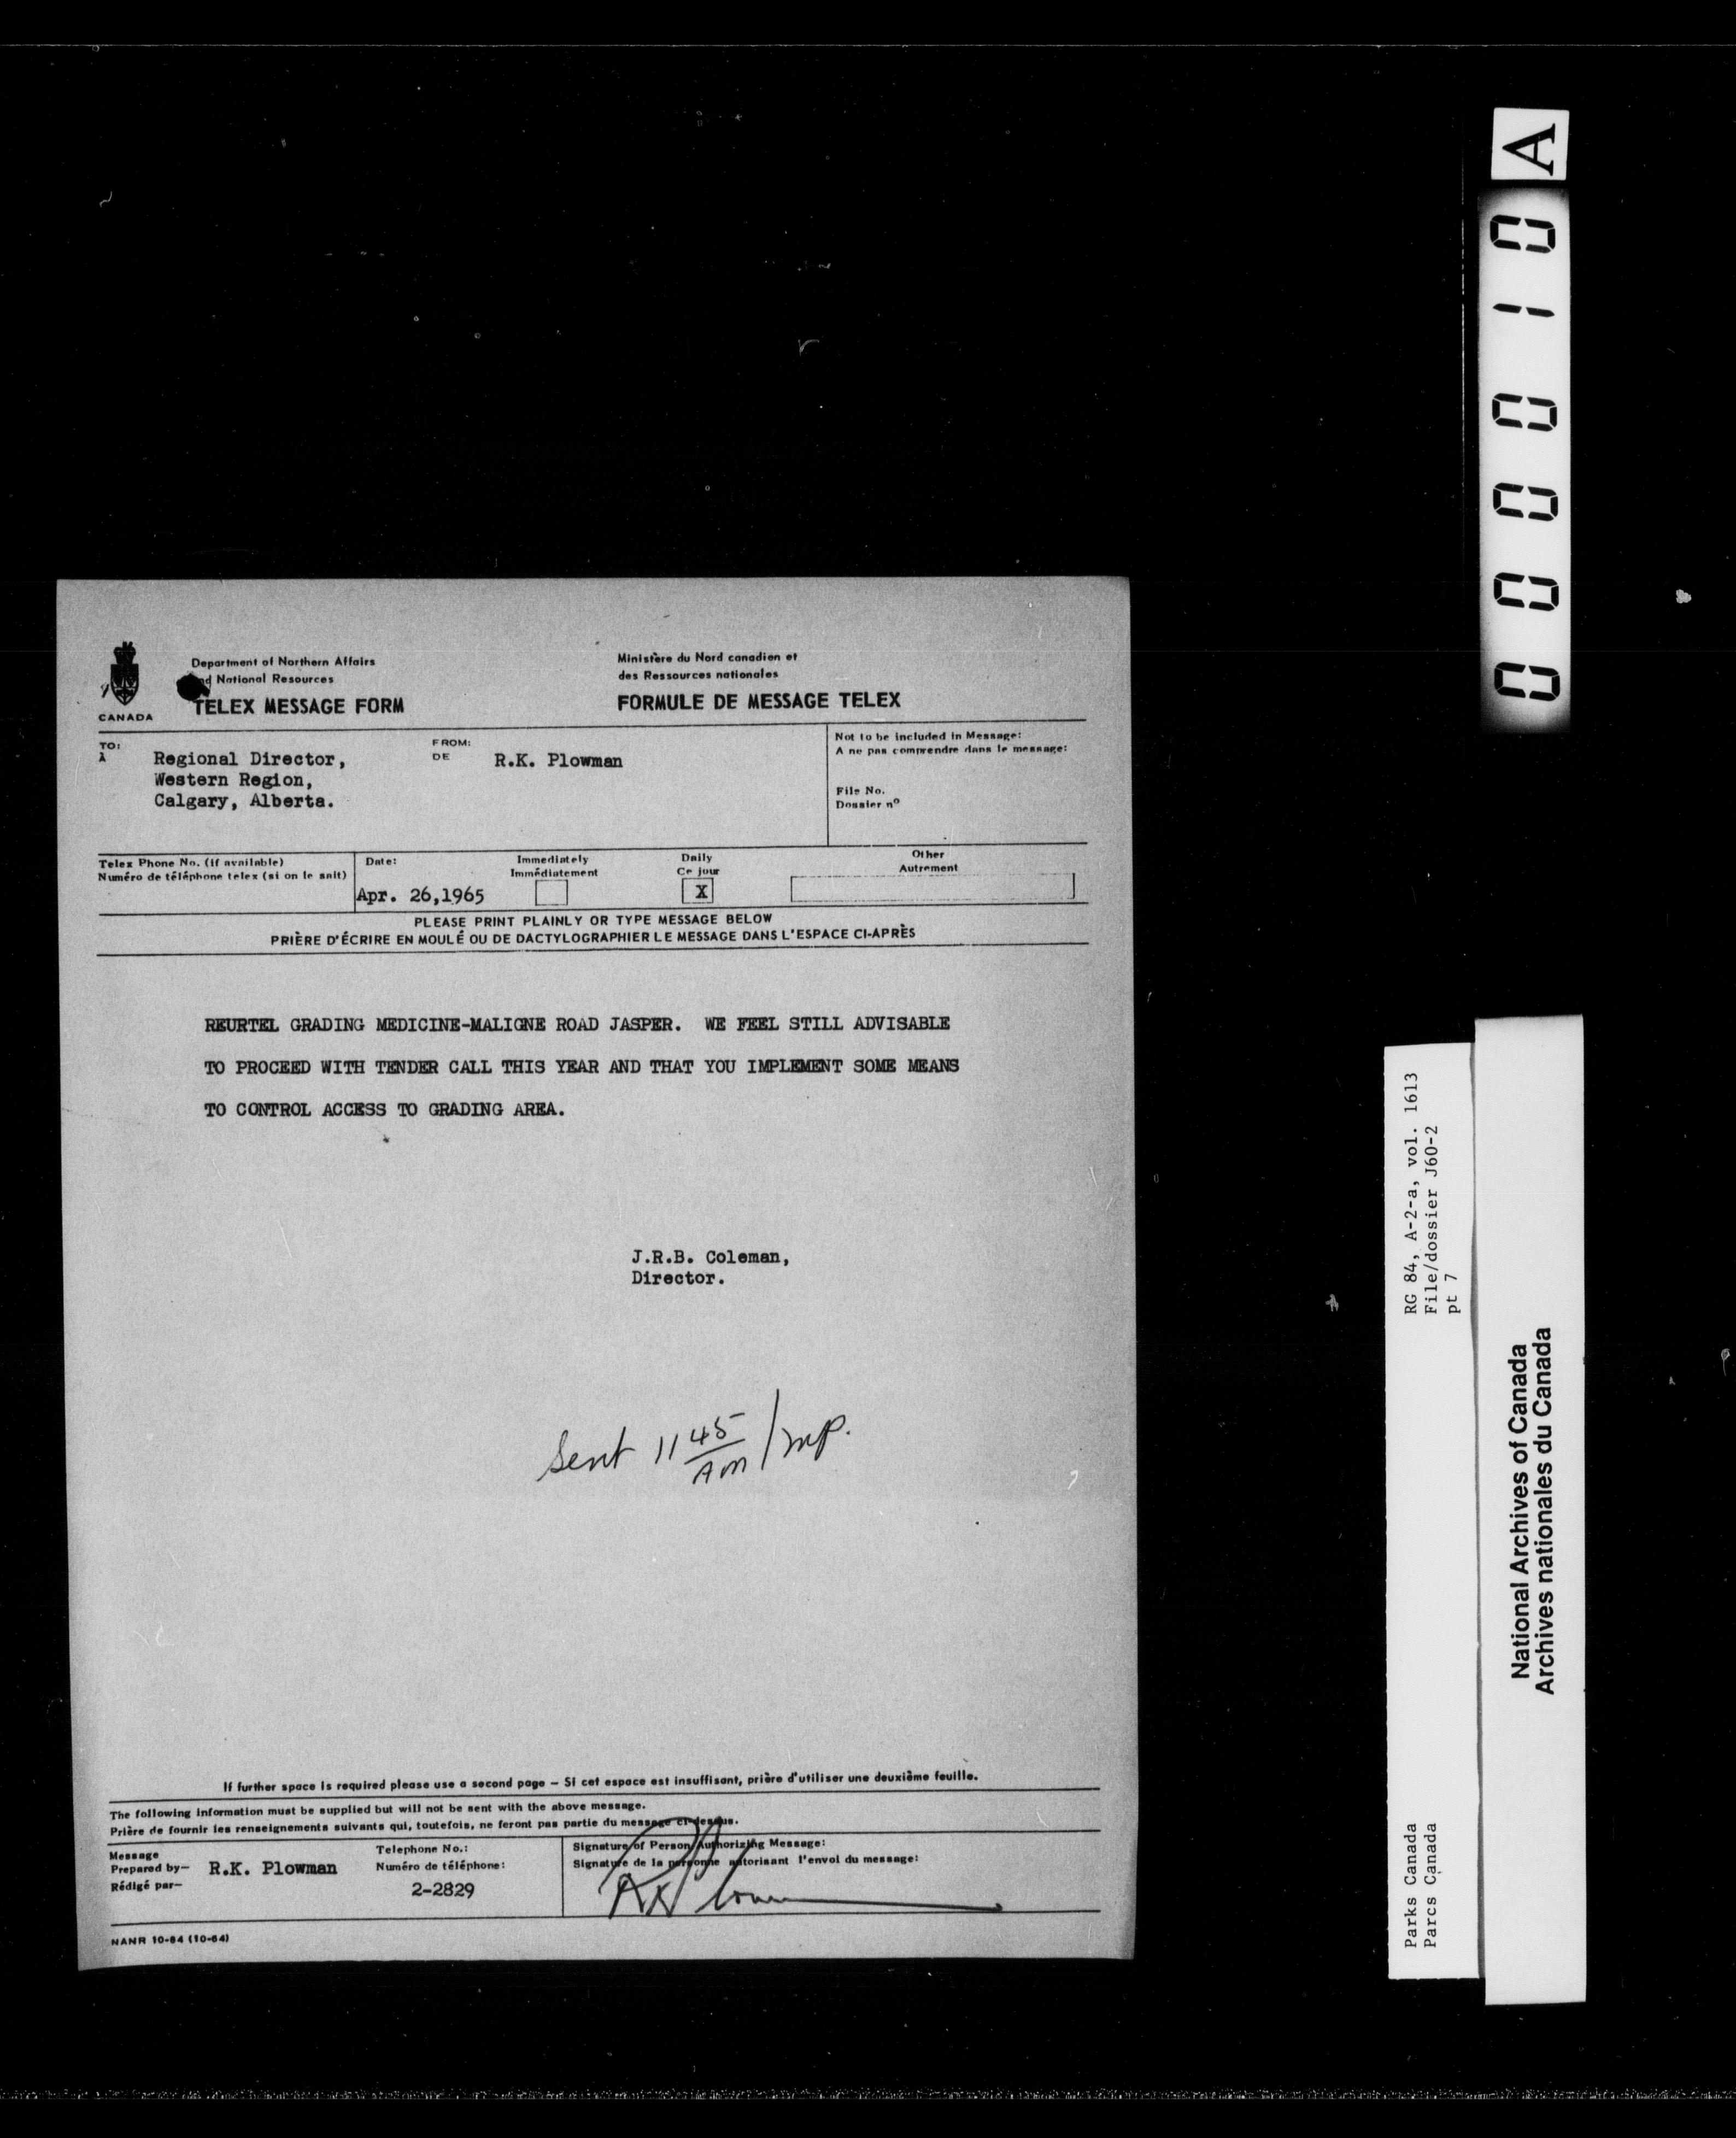 Department of Northern Affairs
and National Resources
TELEX MESSAGE FORM
Ministère du Nord canadien et
des Ressources nationales
FORMULE DE MESSAGE TELEX
CANADA
TO:
À
Regional Director,
Western Region,
Calgary, Alberta.
FROM:
DE
R.K. Plowman
Not to be included in Message:
A ne pas comprendre dans le message:
File No.
Dossier nº
Telex Phone No. (if available)
Numéro de téléphone telex (si on le sait)
Date:
Apr. 26,1965
Immediately
Immédiatement
Daily
Ce jour
X
Other
Autrement
PLEASE PRINT PLAINLY OR TYPE MESSAGE BELOW
PRIÈRE D'ÉCRIRE EN MOULÉ OU DE DACTYLOGRAPHIER LE MESSAGE DANS L'ESPACE CI-APRÈS
REURTEL GRADING MEDICINE-MALIGNE ROAD JASPER. WE FEEL STILL ADVISABLE
TO PROCEED WITH TENDER CALL THIS YEAR AND THAT YOU IMPLEMENT SOME MEANS
TO CONTROL ACCESS TO GRADING AREA.
J.R.B. Coleman,
Director.
Sent 11 45 AM / mp.
If further space is required please use a second page – Si cet espace est insuffisant, prière d'utiliser une deuxième feuille.
The following information must be supplied but will not be sent with the above message.
Prière de fournir les renseignements suivants qui, toutefois, ne feront pas partie du message ci-dessus.
Message
Prepared by—
Rédigé par—
R.K. Plowman
Telephone No.:
Numéro de téléphone:
2-2829
Signature of Person Authorizing Message:
Signature de la personne autorisant l'envoi du message:
RK Plowman
NANR 10-64 (10-64)
A
000010
RG 84, A-2-a, vol. 1613
File/dossier J60-2
pt 7
Parks Canada
Parcs Canada
National Archives of Canada
Archives nationales du Canada